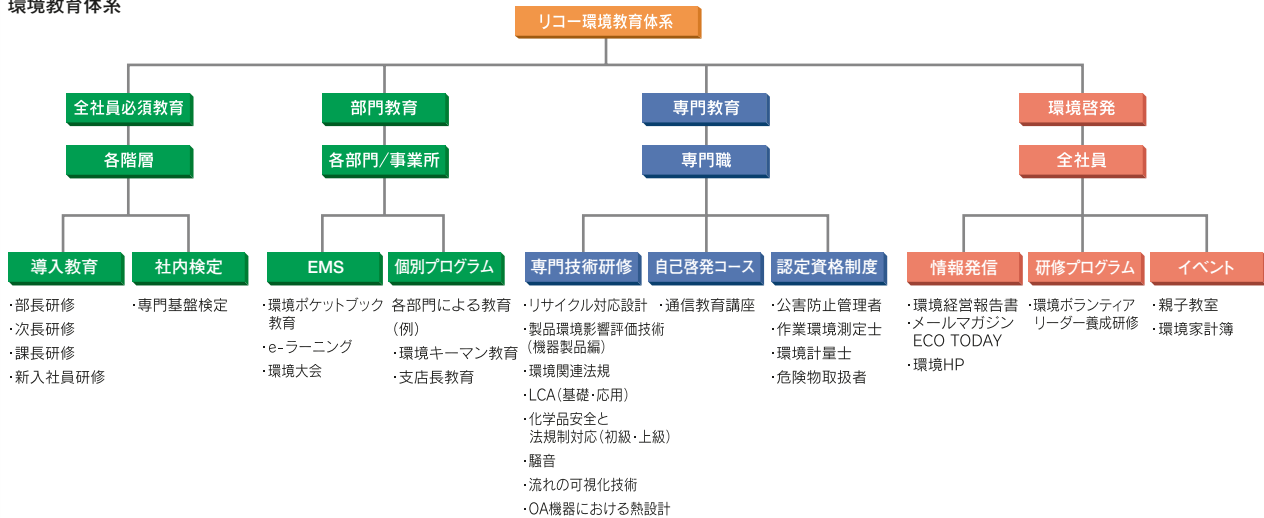 環境教育体系
リコー環境教育体系
全社員必須教育
各階層
導入教育
・部長研修
・次長研修
・課長研修
・新入社員研修
社内検定
・専門基盤検定
部門教育
各部門/事業所
EMS
・環境ポケットブック
教育
・e-ラーニング
・環境大会
個別プログラム
各部門による教育
(例)
・環境キーマン教育
・支店長教育
専門教育
専門職
専門技術研修
・リサイクル対応設計
・製品環境影響評価技術
(機器製品編)
・環境関連法規
・LCA(基礎・応用)
・化学品安全と
法規制対応(初級・上級)
・騒音
・流れの可視化技術
・OA機器における熱設計
自己啓発コース
・通信教育講座
認定資格制度
・公害防止管理者
・作業環境測定士
・環境計量士
・危険物取扱者
環境啓発
全社員
情報発信
・環境経営報告書
・メールマガジン
ECO TODAY
・環境HP
研修プログラム
・環境ボランティア
リーダー養成研修
イベント
・親子教室
・環境家計簿